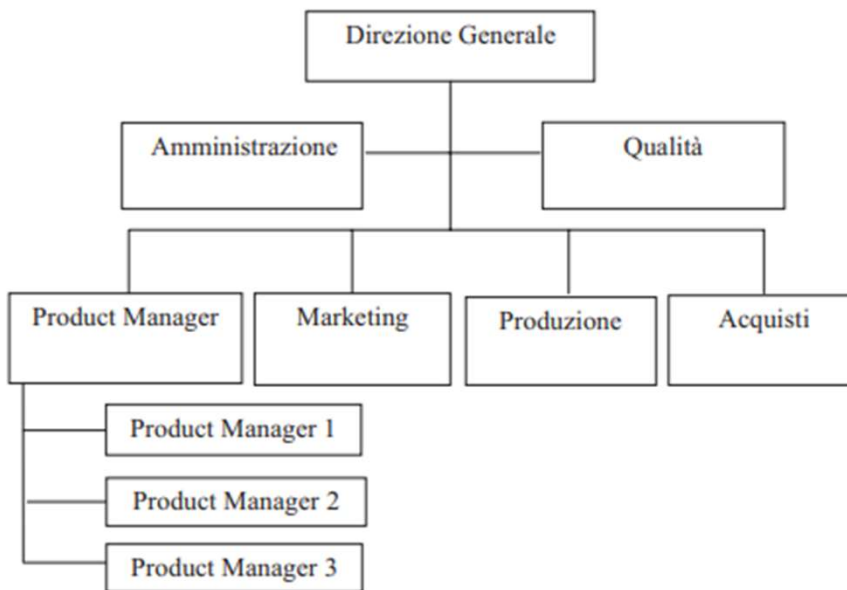 Direzione Generale
Amministrazione
Qualità
Product Manager
Marketing
Produzione
Acquisti
Product Manager 1
Product Manager 2
Product Manager 3